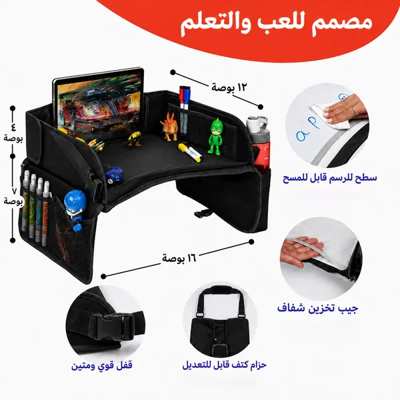 مصمم للعب والتعلم
١٢ بوصة
٤
بوصة
٧
بوصة
١٦ بوصة
سطح للرسم قابل للمسح
جيب تخزين شفاف
حزام كتف قابل للتعديل
قفل قوي ومتين